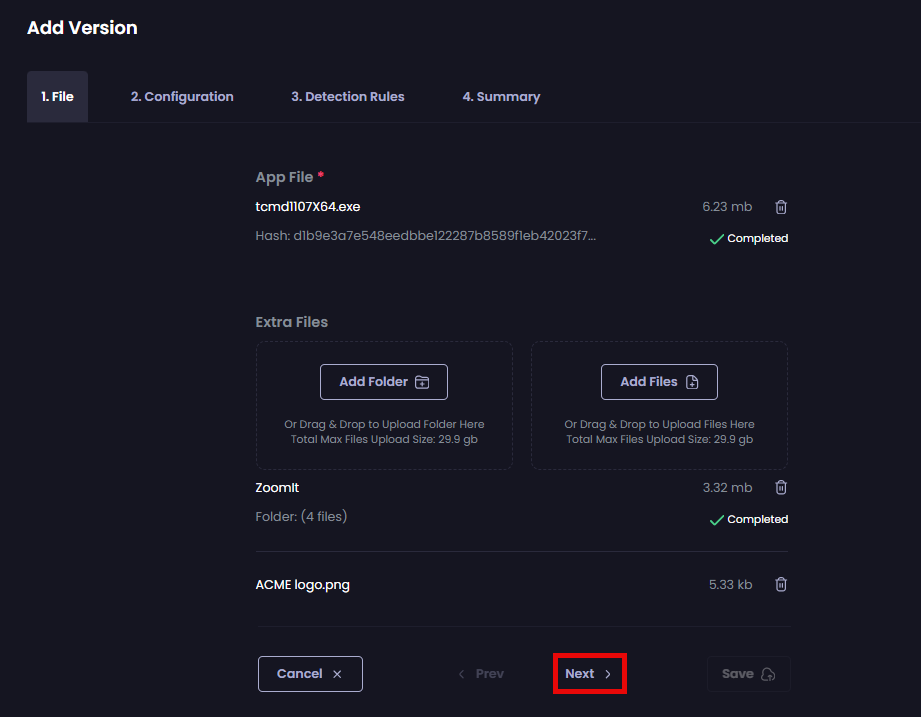 Add Version
1. File
2. Configuration
3. Detection Rules
4. Summary
App File *
tcmd1107X64.exe
6.23 mb
Hash: d1b9e3a7e548eedbbe122287b8589f1eb42023f7...
Completed
Extra Files
Add Folder
Add Files
Or Drag & Drop to Upload Folder Here
Total Max Files Upload Size: 29.9 gb
Or Drag & Drop to Upload Files Here
Total Max Files Upload Size: 29.9 gb
ZoomIt
3.32 mb
Folder: (4 files)
Completed
ACME logo.png
5.33 kb
Cancel
Prev
Next
Save